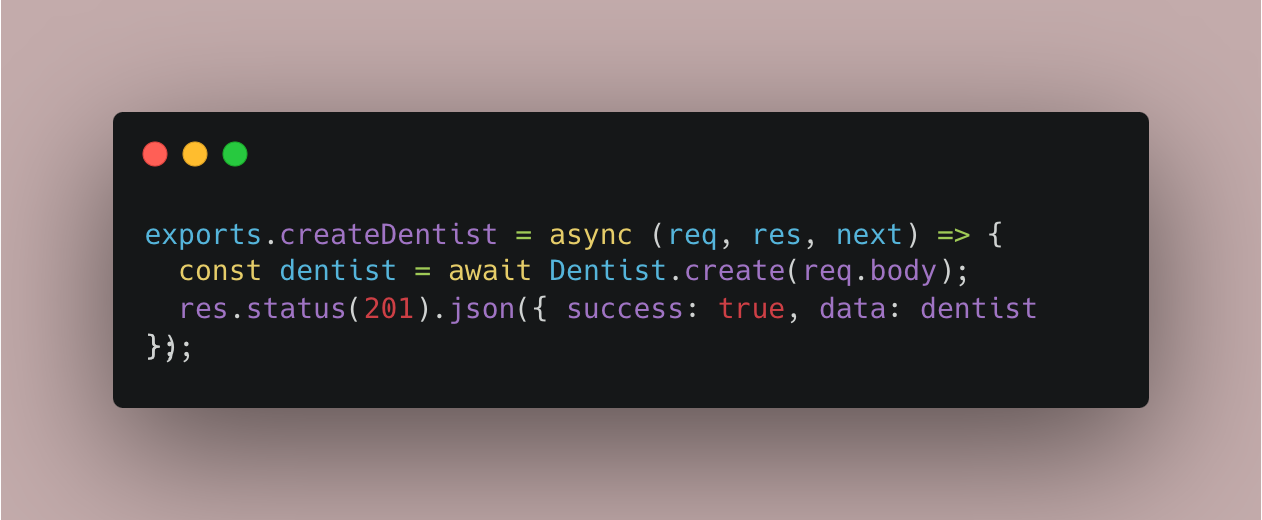 exports.createDentist = async (req, res, next) => {
  const dentist = await Dentist.create(req.body);
  res.status(201).json({ success: true, data: dentist
});
};